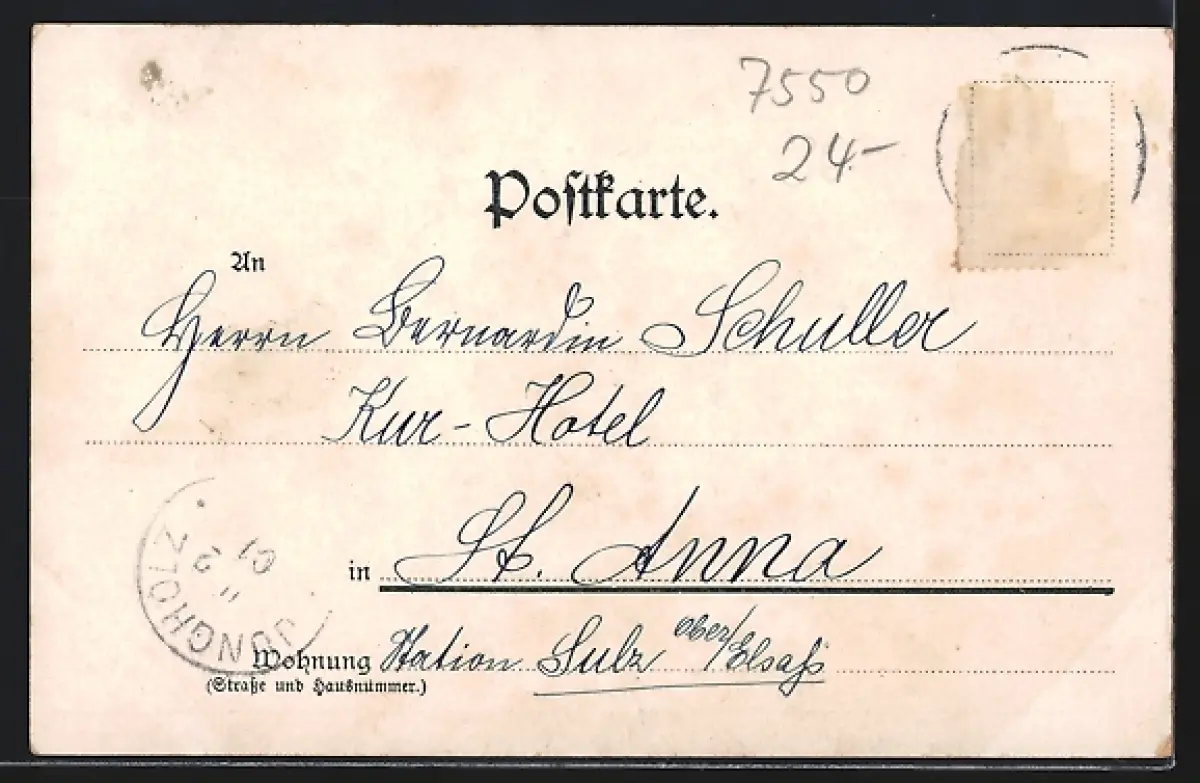 7550
24.-
Postkarte.
An
Herrn Bernardin Schuller
Kur-Hotel
in St. Anna
Wohnung Station Sulz Ober/Elsaß
(Straße und Hausnummer.)
JUNGHOLZ